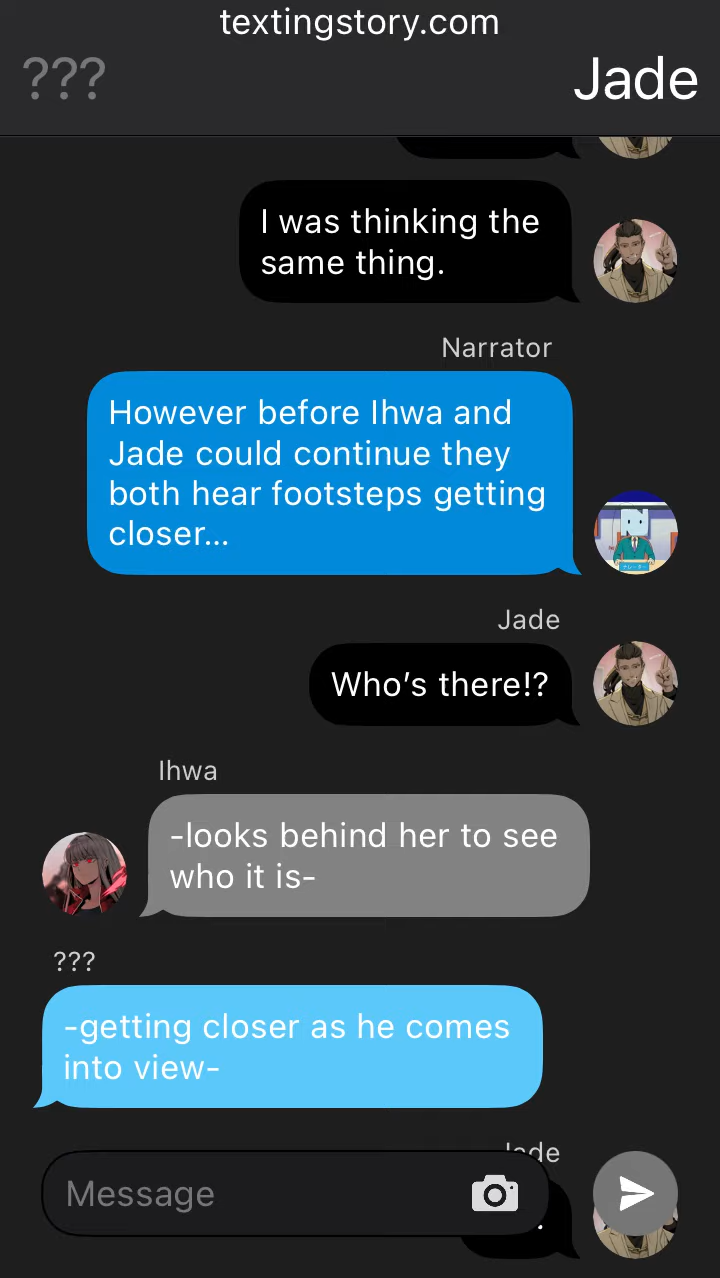 textingstory.com
??? Jade
I was thinking the
same thing.
Narrator
However before Ihwa and
Jade could continue they
both hear footsteps getting
closer...
Jade
Who's there!?
Ihwa
-looks behind her to see
who it is-
???
-getting closer as he comes
into view-
Jade
Message
.